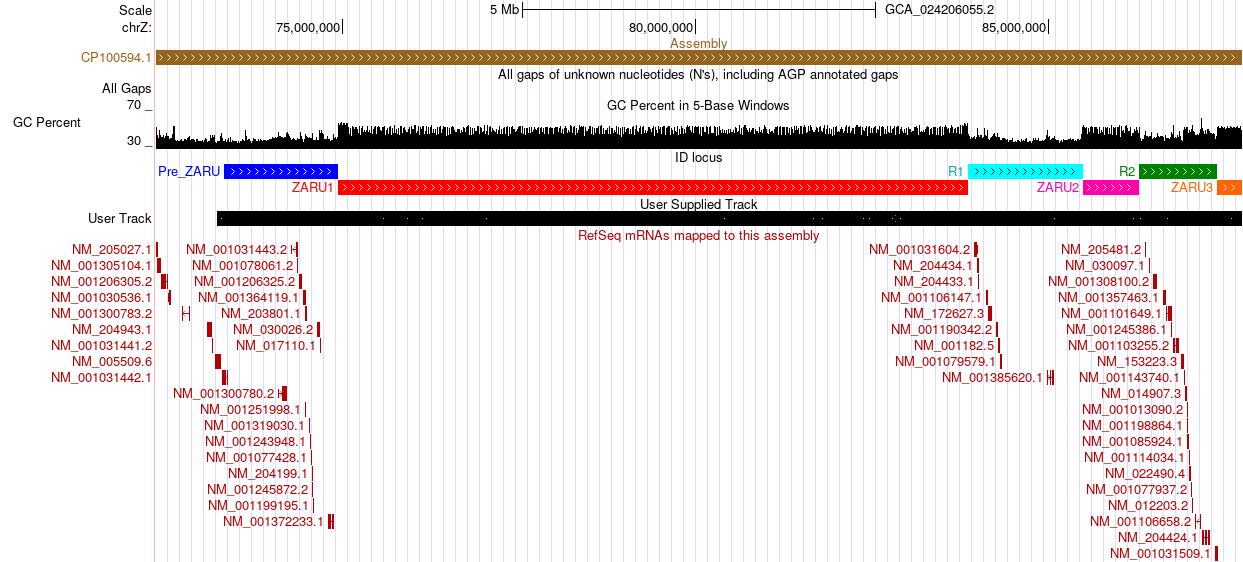 Scale 5 Mb GCA_024206055.2
chrZ: 75,000,000 80,000,000 85,000,000
Assembly
CP100594.1
All gaps of unknown nucleotides (N's), including AGP annotated gaps
All Gaps
70 _ GC Percent in 5-Base Windows
GC Percent
30 _
ID locus
Pre_ZARU R1 R2
ZARU1 ZARU2 ZARU3
User Supplied Track
User Track
RefSeq mRNAs mapped to this assembly
NM_205027.1 NM_001031443.2 NM_001031604.2 NM_205481.2
NM_001305104.1 NM_001078061.2 NM_204434.1 NM_030097.1
NM_001206305.2 NM_001206325.2 NM_204433.1 NM_001308100.2
NM_001030536.1 NM_001364119.1 NM_001106147.1 NM_001357463.1
NM_001300783.2 NM_203801.1 NM_172627.3 NM_001101649.1
NM_204943.1 NM_030026.2 NM_001190342.2 NM_001245386.1
NM_001031441.2 NM_017110.1 NM_001182.5 NM_001103255.2
NM_005509.6 NM_001079579.1 NM_153223.3
NM_001031442.1 NM_001385620.1 NM_001143740.1
NM_001300780.2 NM_014907.3
NM_001251998.1 NM_001013090.2
NM_001319030.1 NM_001198864.1
NM_001243948.1 NM_001085924.1
NM_001077428.1 NM_001114034.1
NM_204199.1 NM_022490.4
NM_001245872.2 NM_001077937.2
NM_001199195.1 NM_012203.2
NM_001372233.1 NM_001106658.2
NM_204424.1
NM_001031509.1